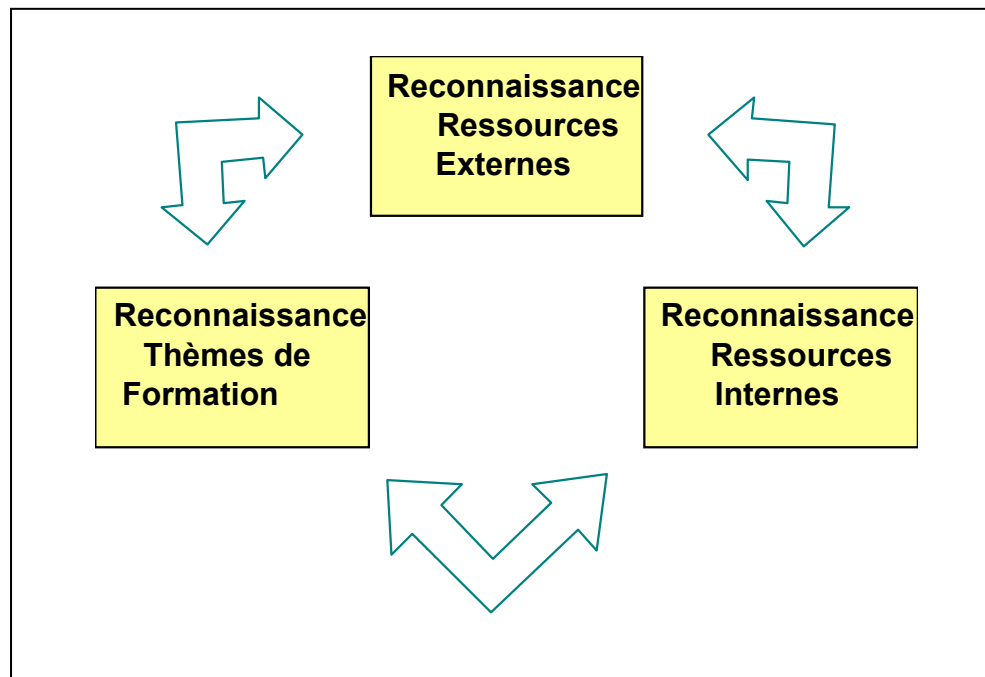 Reconnaissance
Ressources
Externes
Reconnaissance
Thèmes de
Formation
Reconnaissance
Ressources
Internes